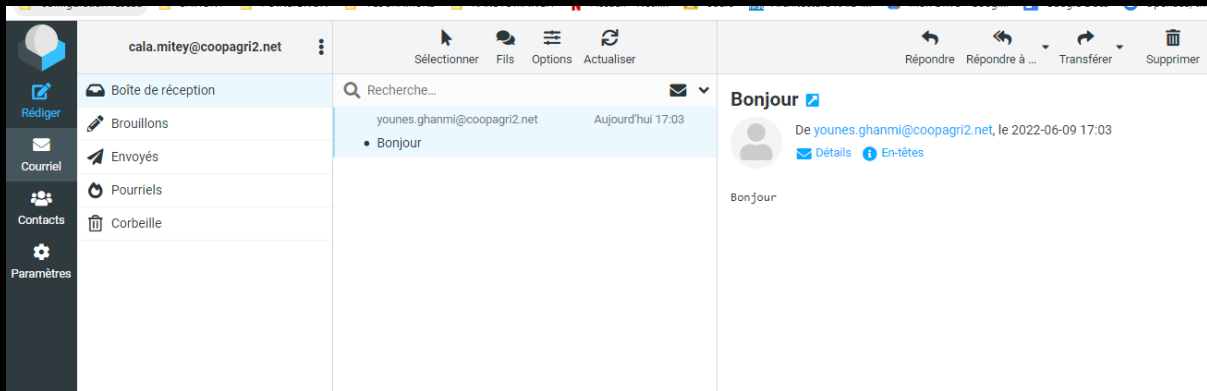 cala.mitey@coopagri2.net
Rédiger
Courriel
Contacts
Paramètres
Boîte de réception
Brouillons
Envoyés
Pourriels
Corbeille
Sélectionner Fils Options Actualiser
Recherche...
younes.ghanmi@coopagri2.net Aujourd'hui 17:03
• Bonjour
Répondre Répondre à ... Transférer Supprimer
Bonjour
De younes.ghanmi@coopagri2.net, le 2022-06-09 17:03
Détails En-têtes
Bonjour